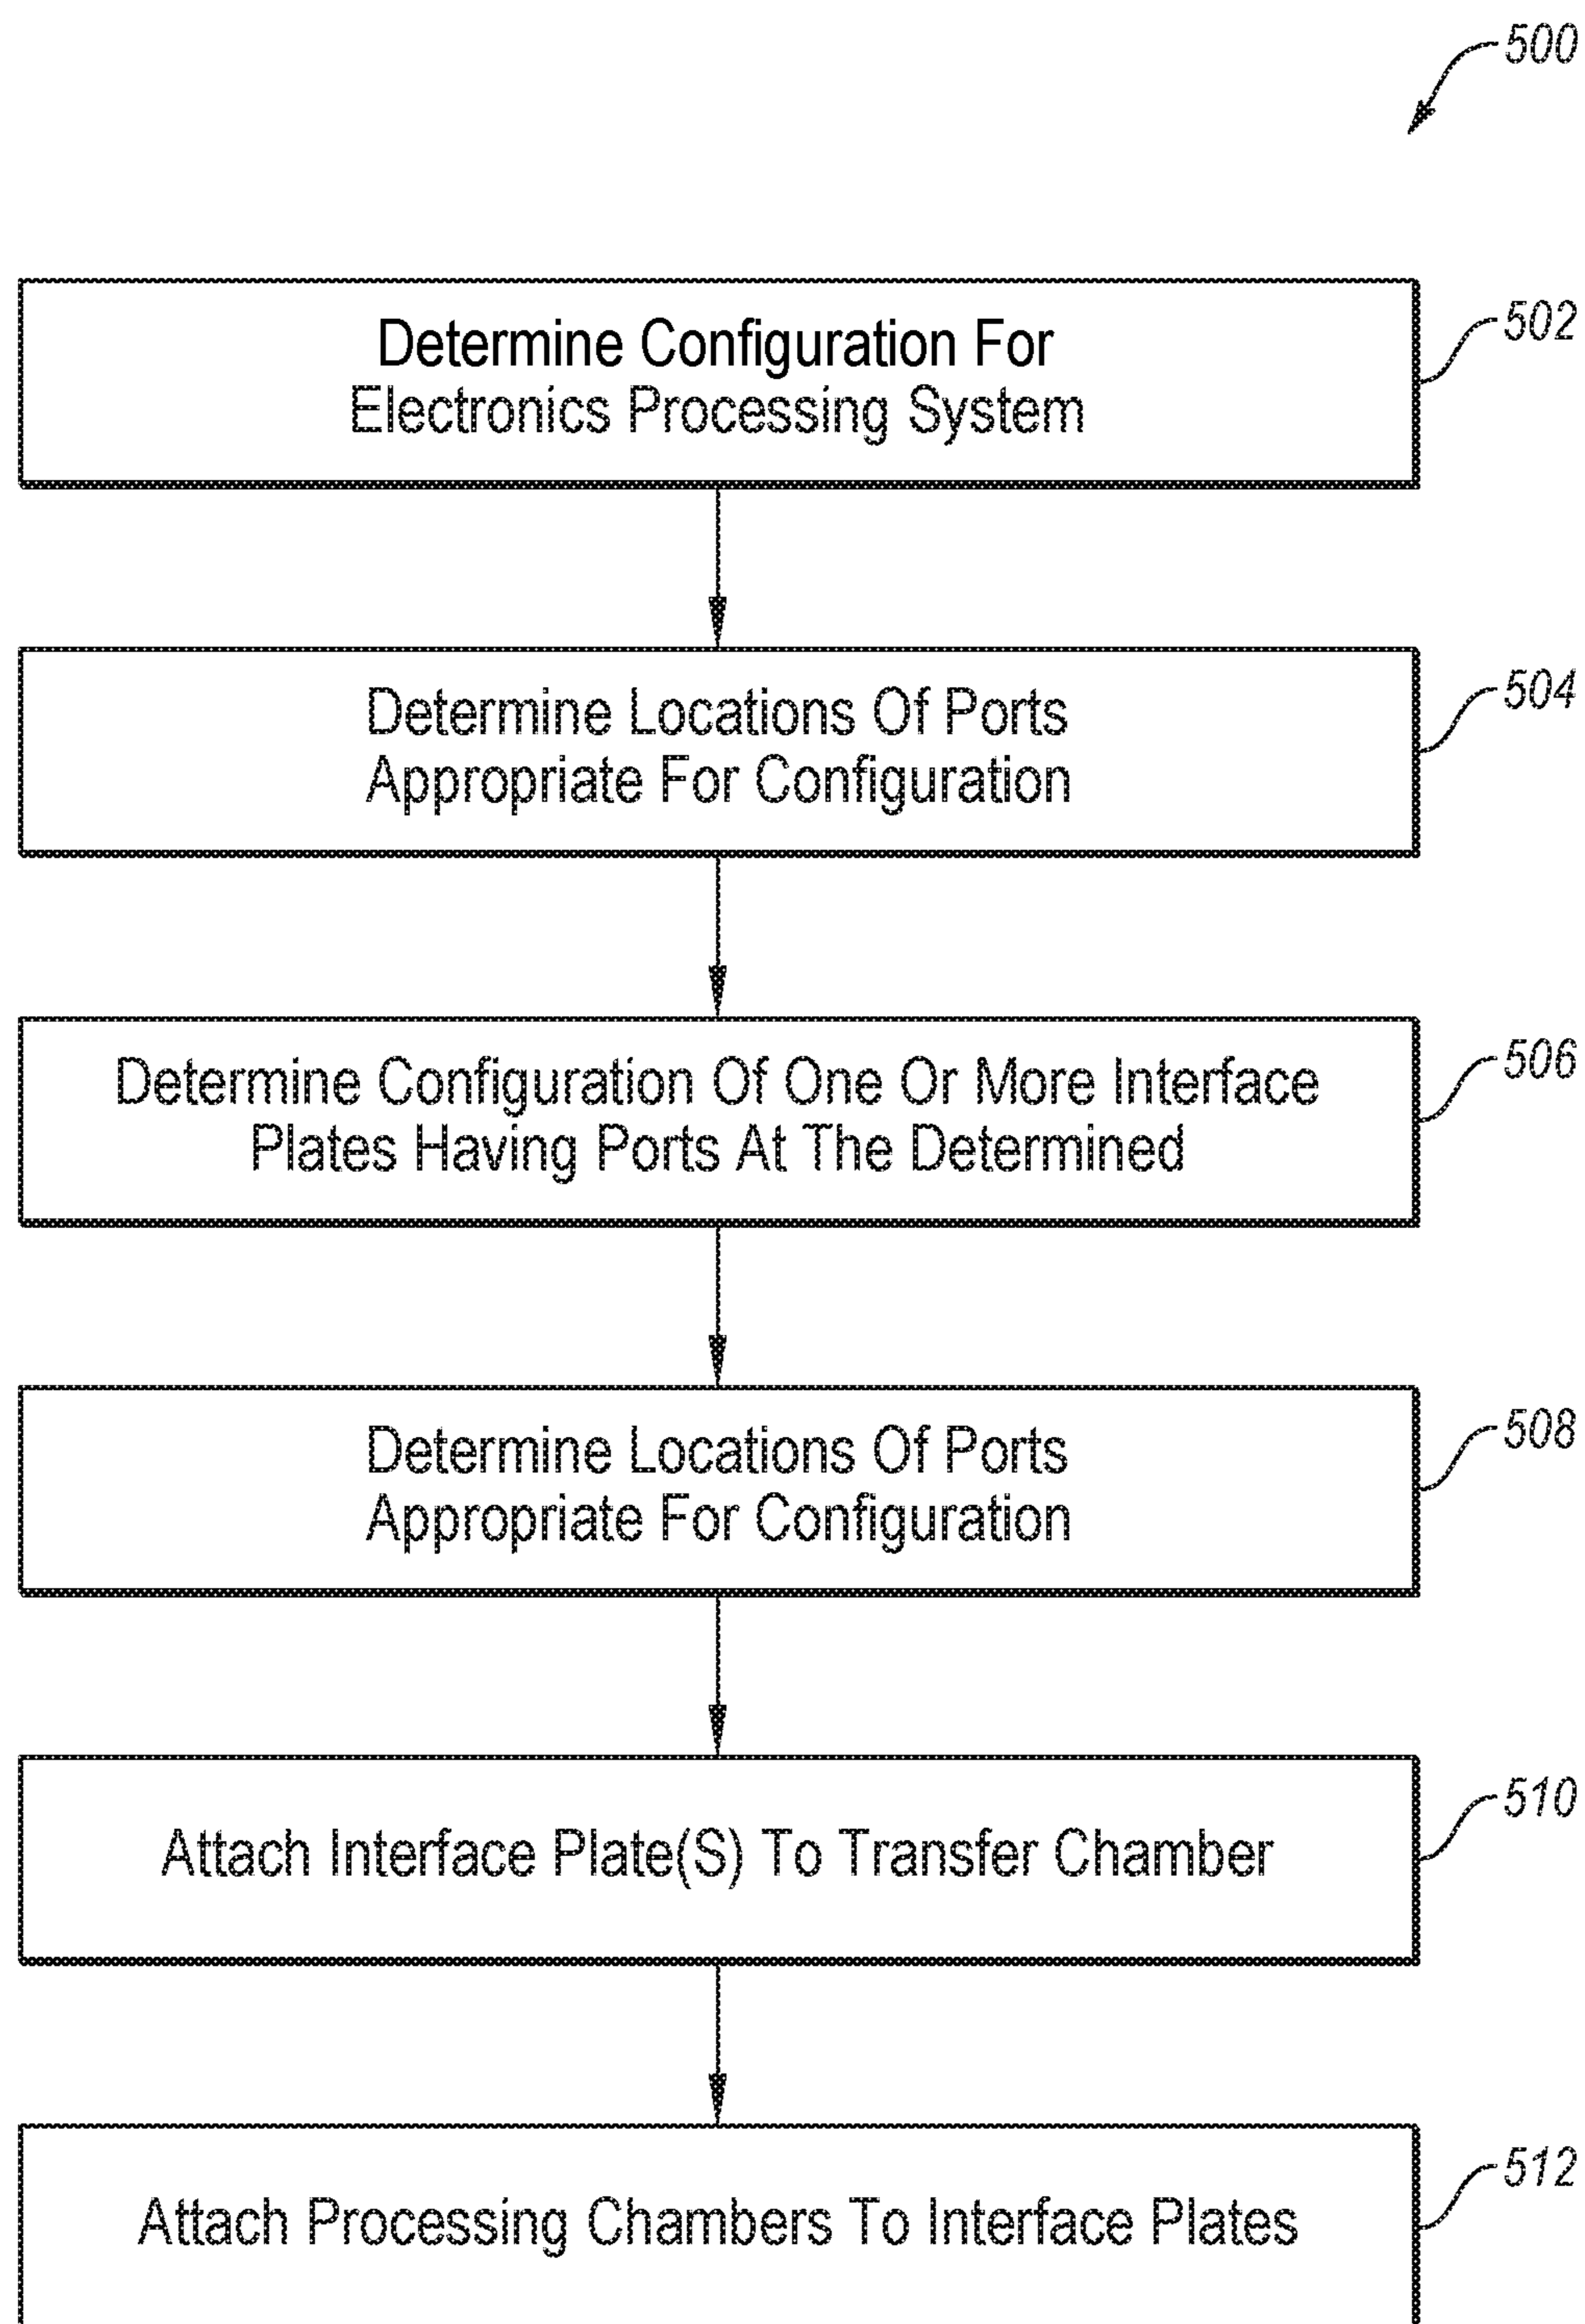 500
Determine Configuration For
Electronics Processing System
502
Determine Locations Of Ports
Appropriate For Configuration
504
Determine Configuration Of One Or More Interface
Plates Having Ports At The Determined
506
Determine Locations Of Ports
Appropriate For Configuration
508
Attach Interface Plate(S) To Transfer Chamber
510
Attach Processing Chambers To Interface Plates
512